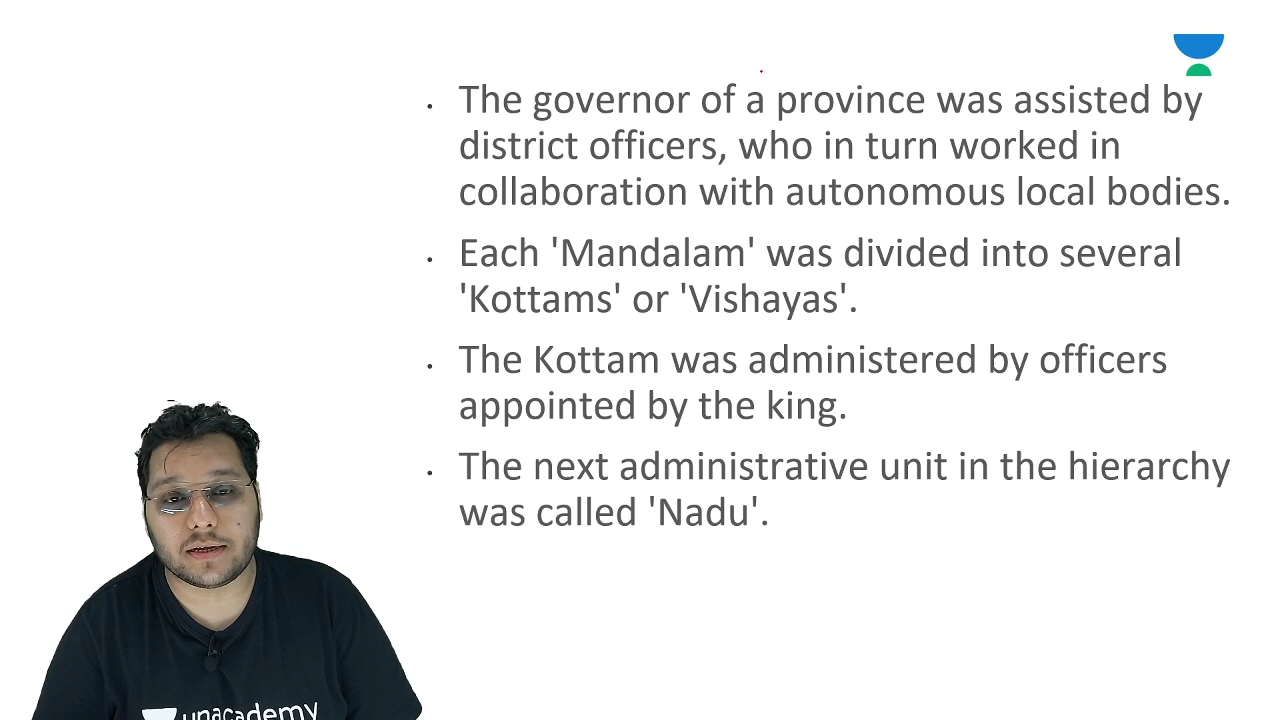 The governor of a province was assisted by
district officers, who in turn worked in
collaboration with autonomous local bodies.
Each 'Mandalam' was divided into several
'Kottams' or 'Vishayas'.
The Kottam was administered by officers
appointed by the king.
The next administrative unit in the hierarchy
was called 'Nadu'.
unacademy